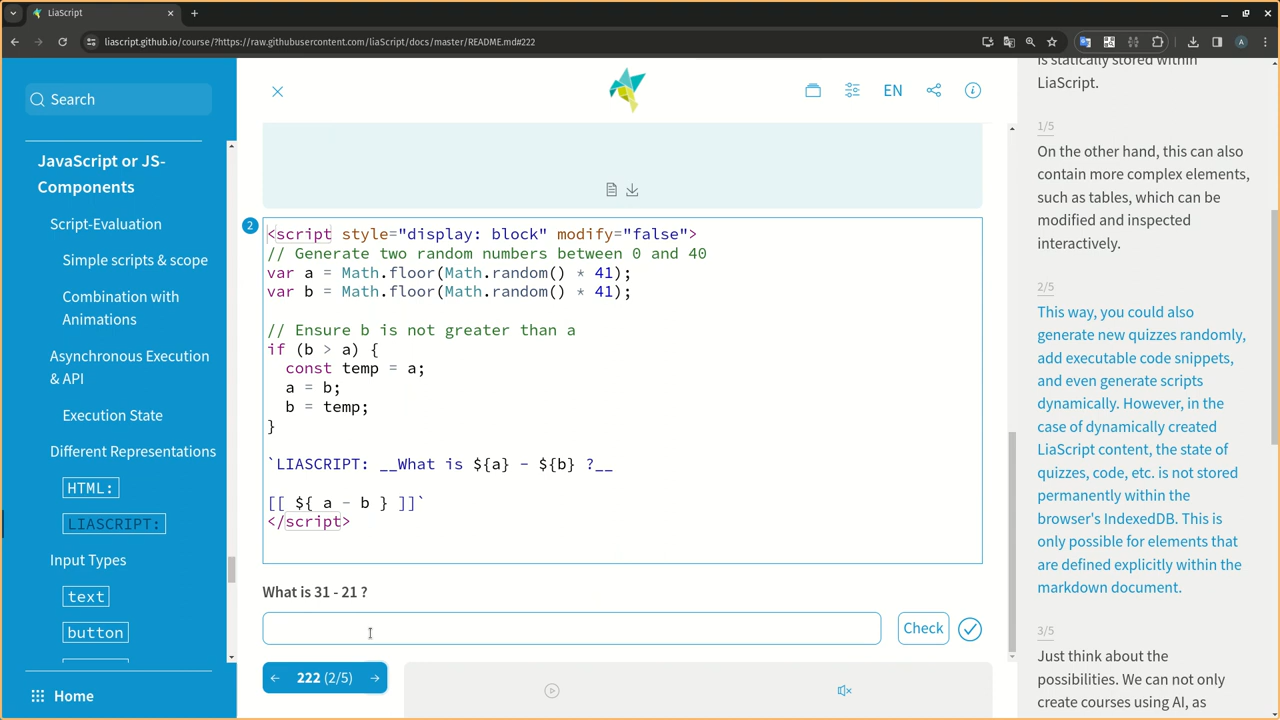 LiaScript
liascript.github.io/course/?https://raw.githubusercontent.com/liaScript/docs/master/README.md#222
A
Search
JavaScript or JS-
Components
Script-Evaluation
Simple scripts & scope
Combination with
Animations
Asynchronous Execution
& API
Execution State
Different Representations
HTML:
LIASCRIPT:
Input Types
text
button
Home
EN
2
<script style="display: block" modify="false">
// Generate two random numbers between 0 and 40
var a = Math.floor(Math.random() * 41);
var b = Math.floor(Math.random() * 41);
// Ensure b is not greater than a
if (b > a) {
  const temp = a;
  a = b;
  b = temp;
}
`LIASCRIPT: __What is ${a} - ${b} ?__
[[ ${ a - b } ]]`
</script>
What is 31 - 21 ?
Check
222 (2/5)
is statically stored within
LiaScript.
1/5
On the other hand, this can also
contain more complex elements,
such as tables, which can be
modified and inspected
interactively.
2/5
This way, you could also
generate new quizzes randomly,
add executable code snippets,
and even generate scripts
dynamically. However, in the
case of dynamically created
LiaScript content, the state of
quizzes, code, etc. is not stored
permanently within the
browser's IndexedDB. This is
only possible for elements that
are defined explicitly within the
markdown document.
3/5
Just think about the
possibilities. We can not only
create courses using AI, as